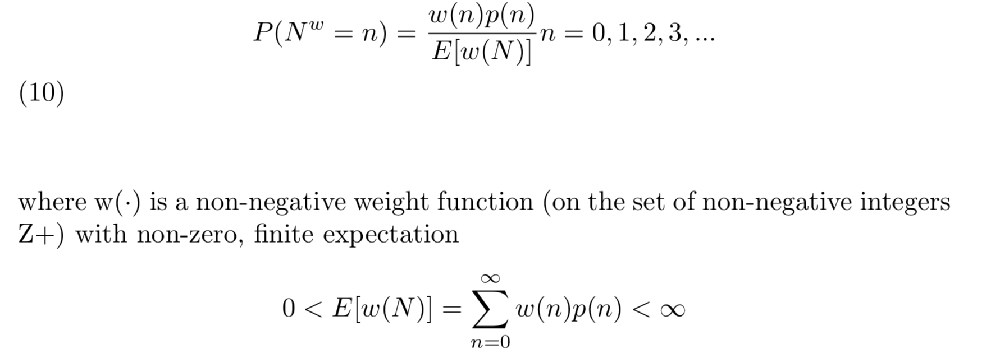 P(N^w = n) = \frac{w(n)p(n)}{E[w(N)]} n = 0, 1, 2, 3, ...
(10)
where w(·) is a non-negative weight function (on the set of non-negative integers
Z+) with non-zero, finite expectation
0 < E[w(N)] = \sum_{n=0}^{\infty} w(n)p(n) < \infty